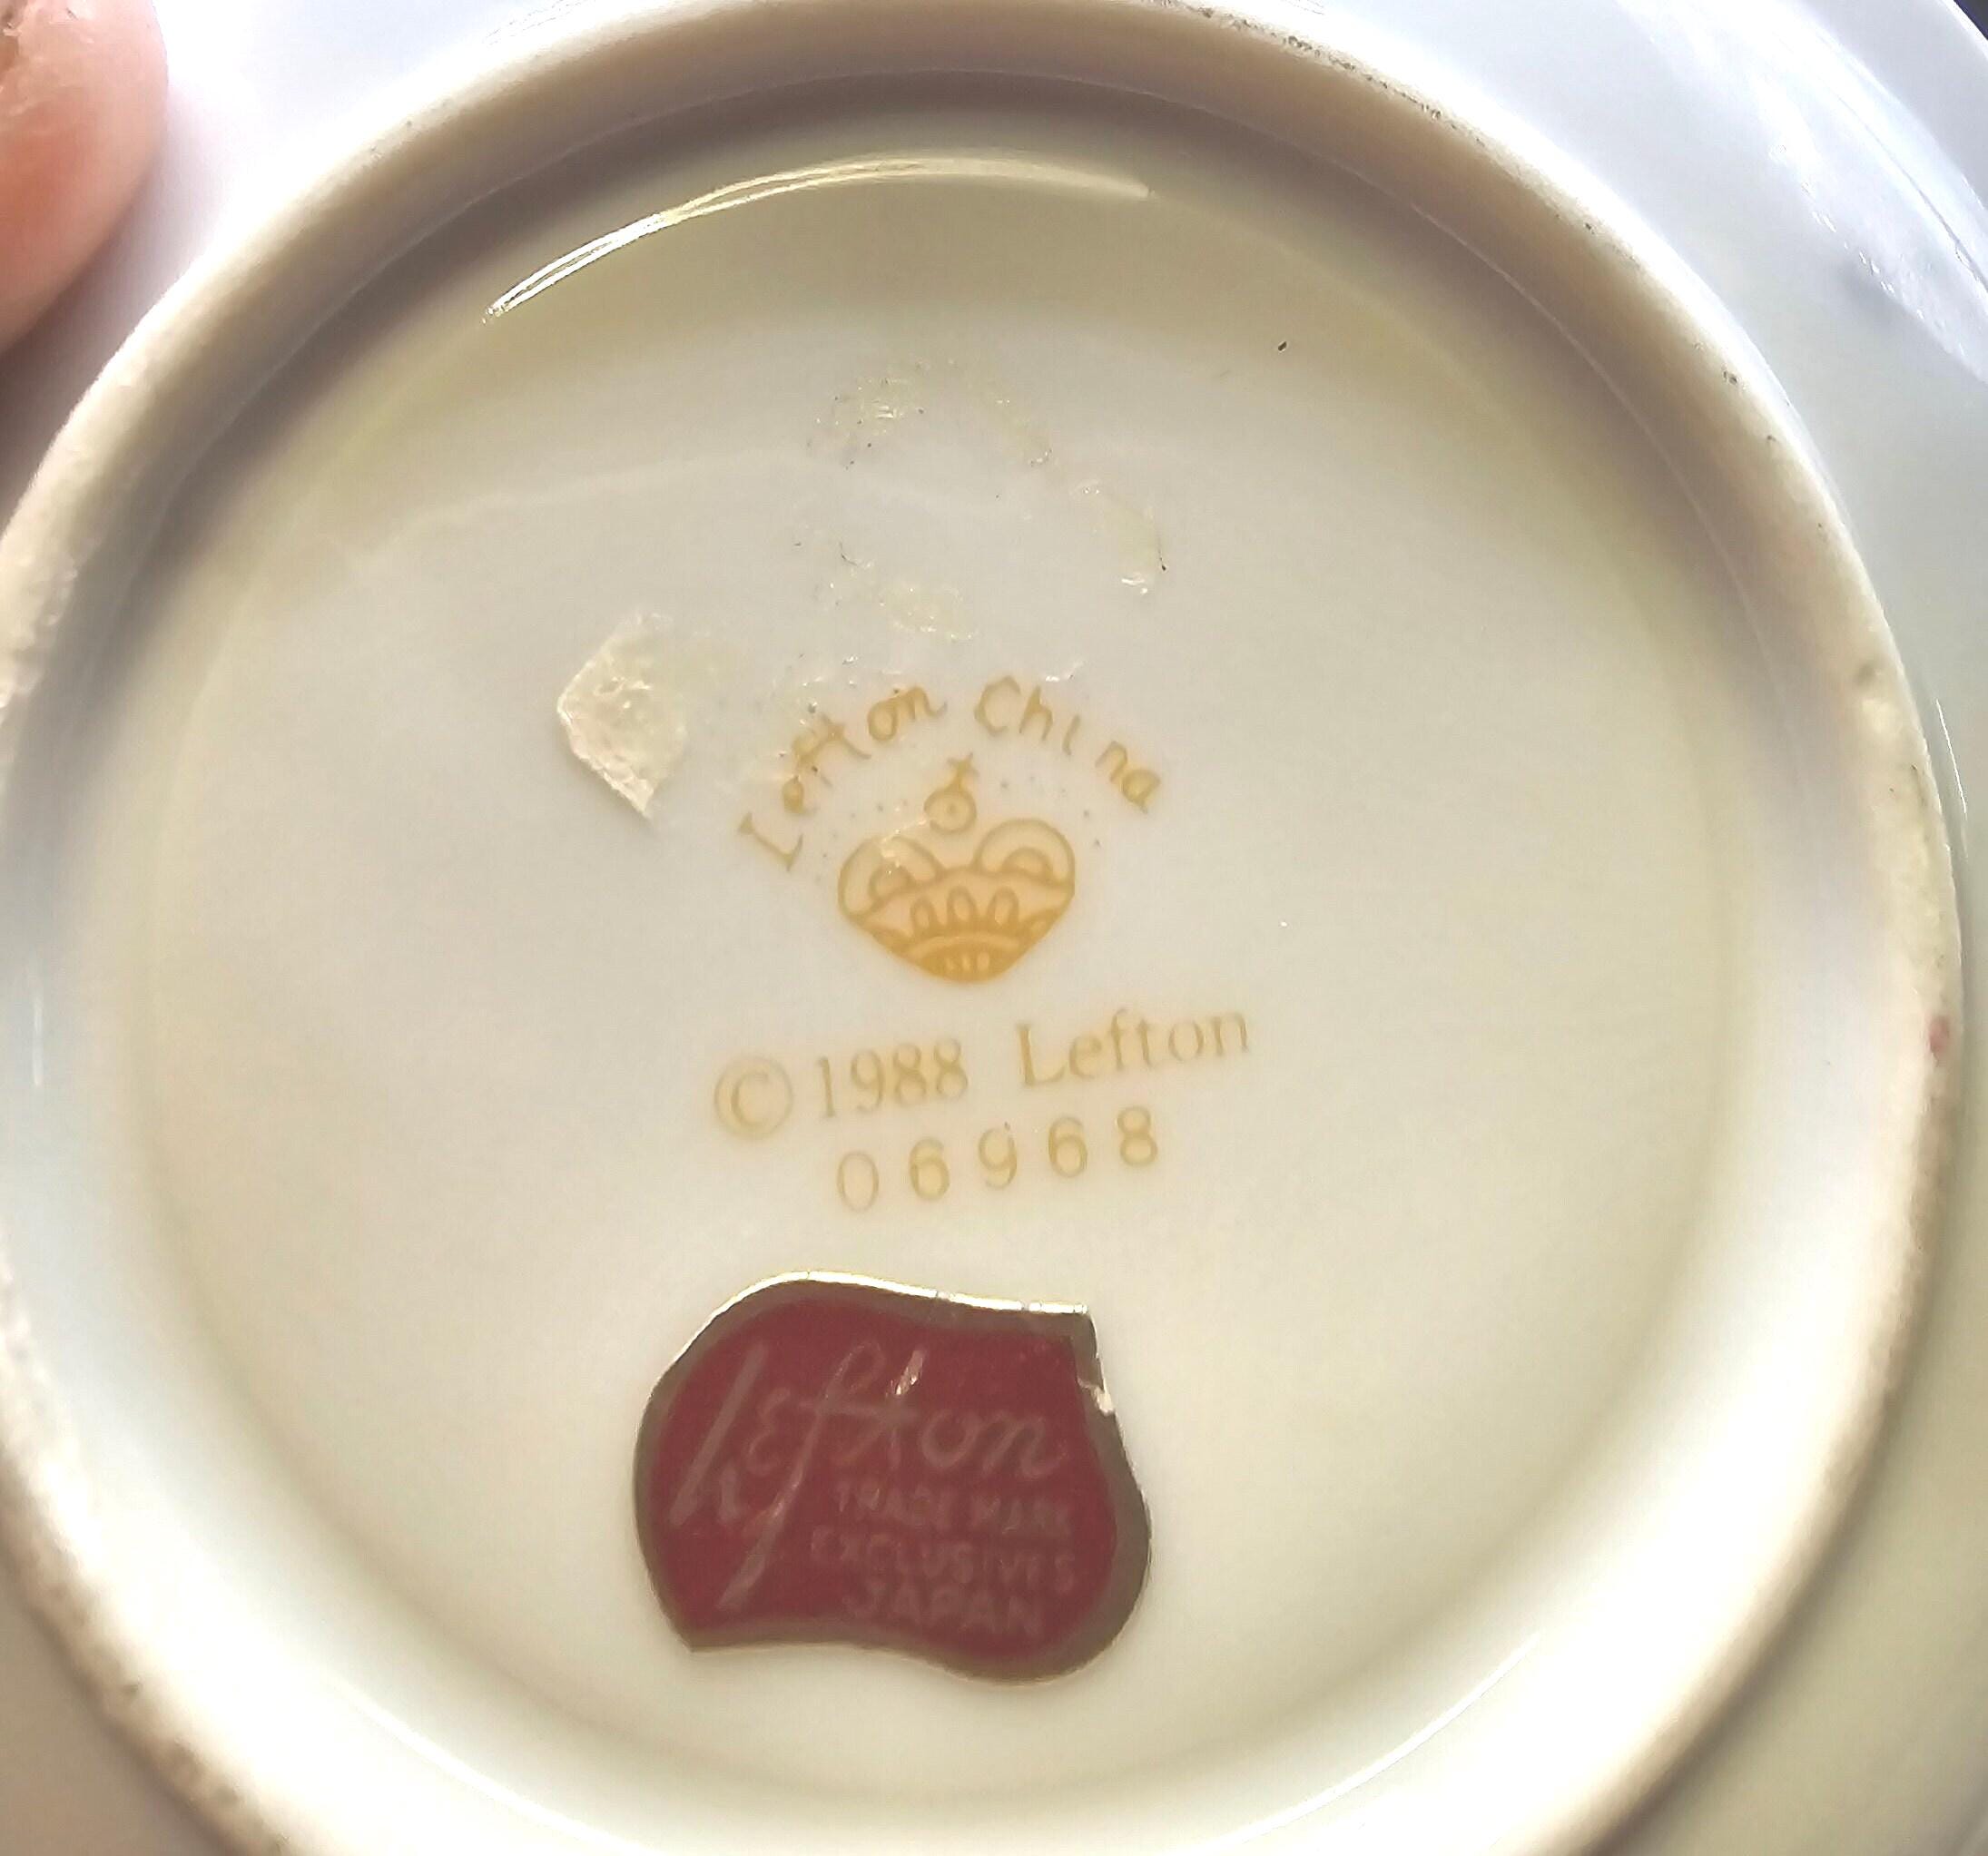 Lefton China
© 1988 Lefton
06968
Lefton
TRADE MARK
EXCLUSIVES
JAPAN